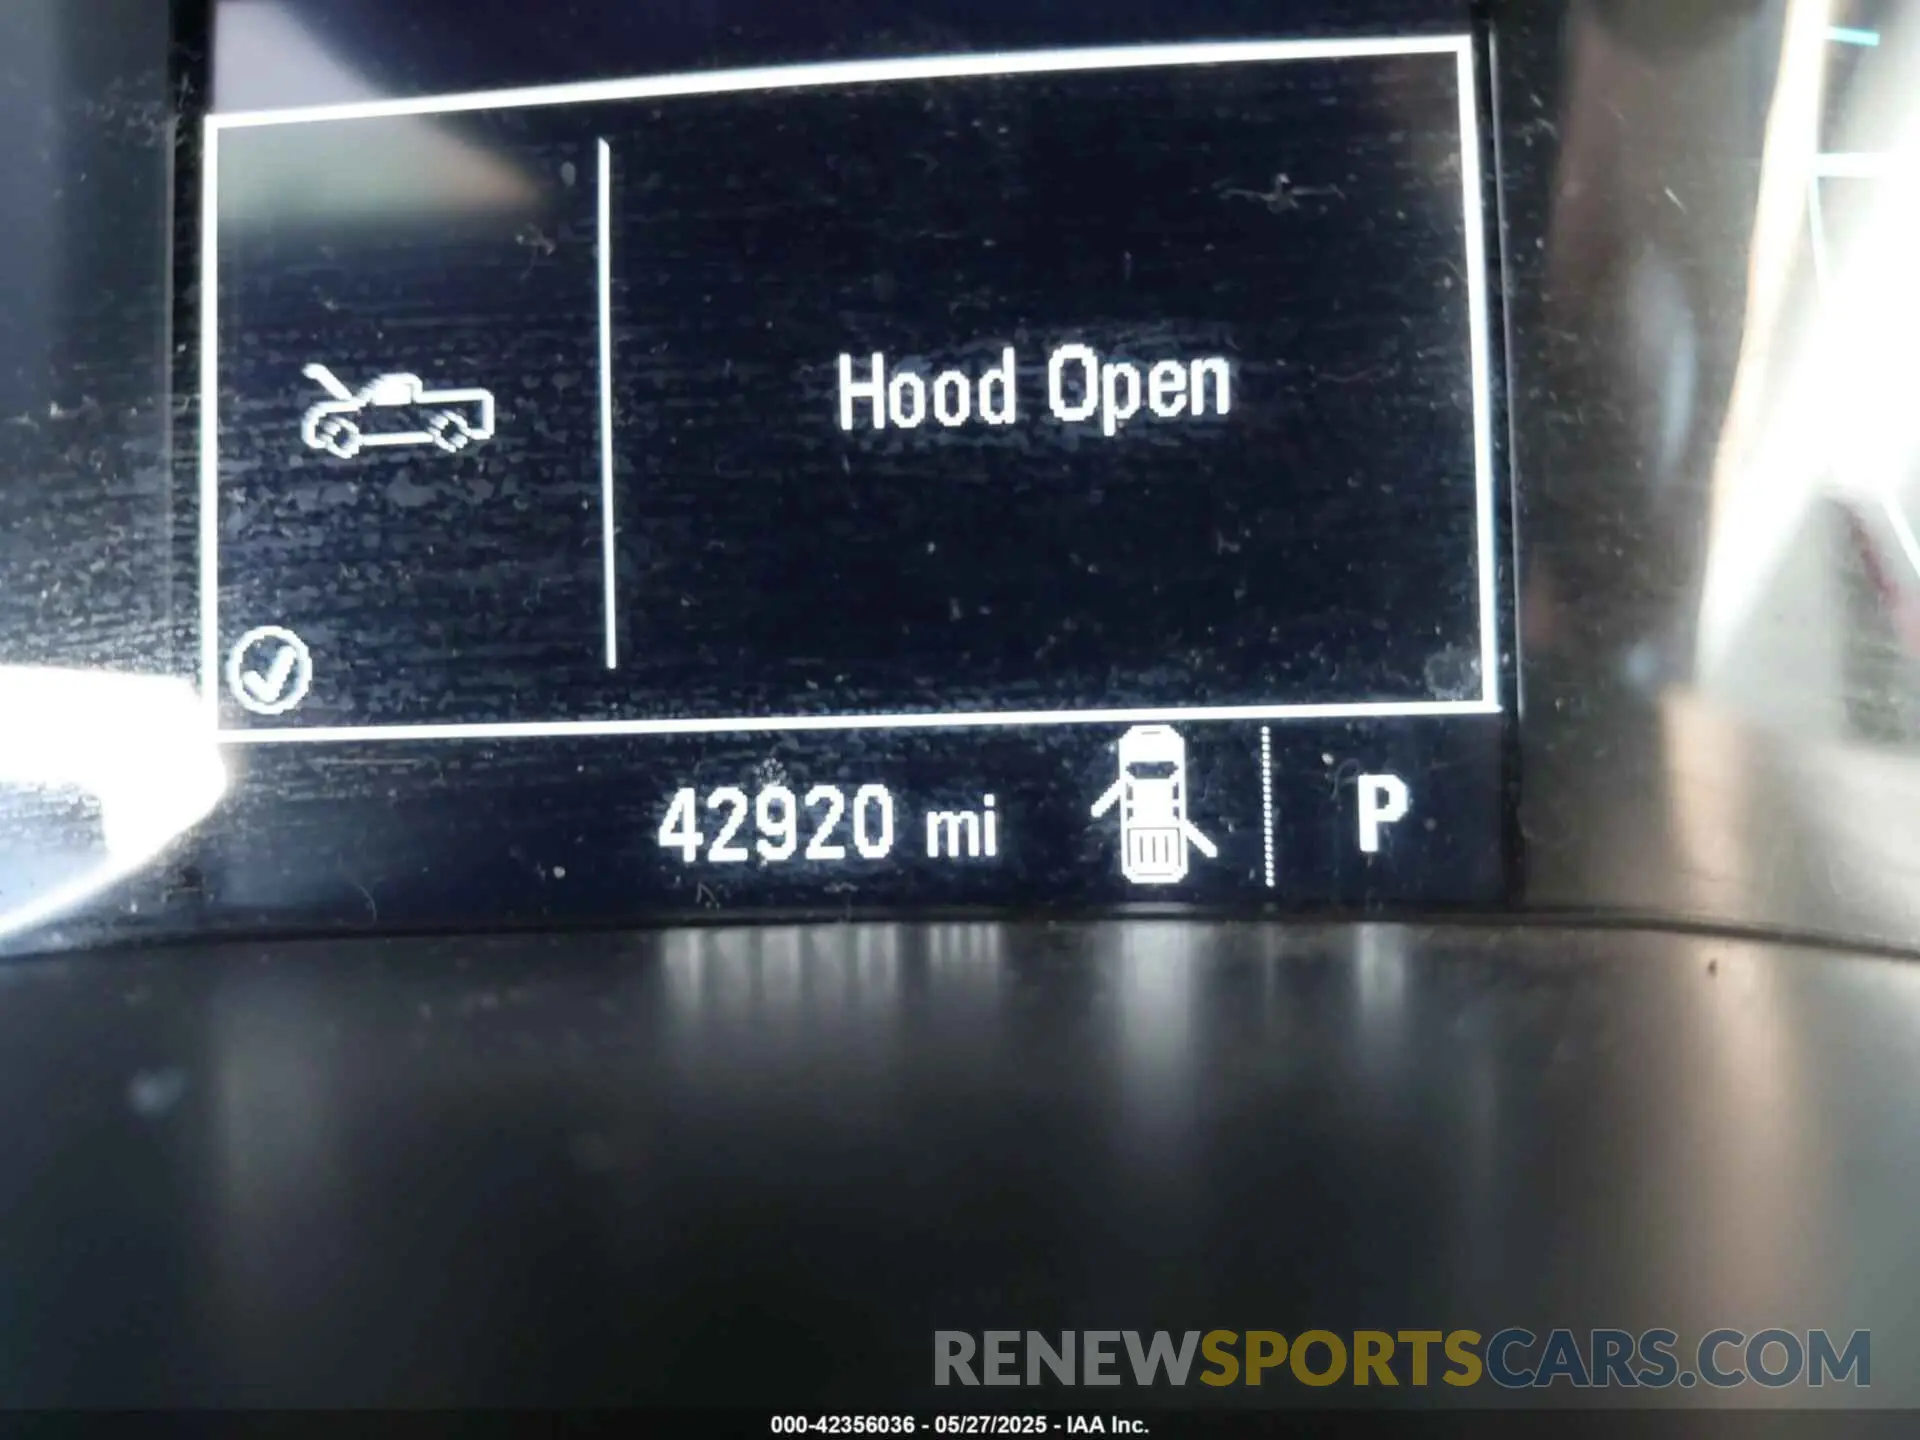 Hood Open
42920 mi
P
RENEWSPORTSCARS.COM
000-42356036 - 05/27/2025 - IAA Inc.